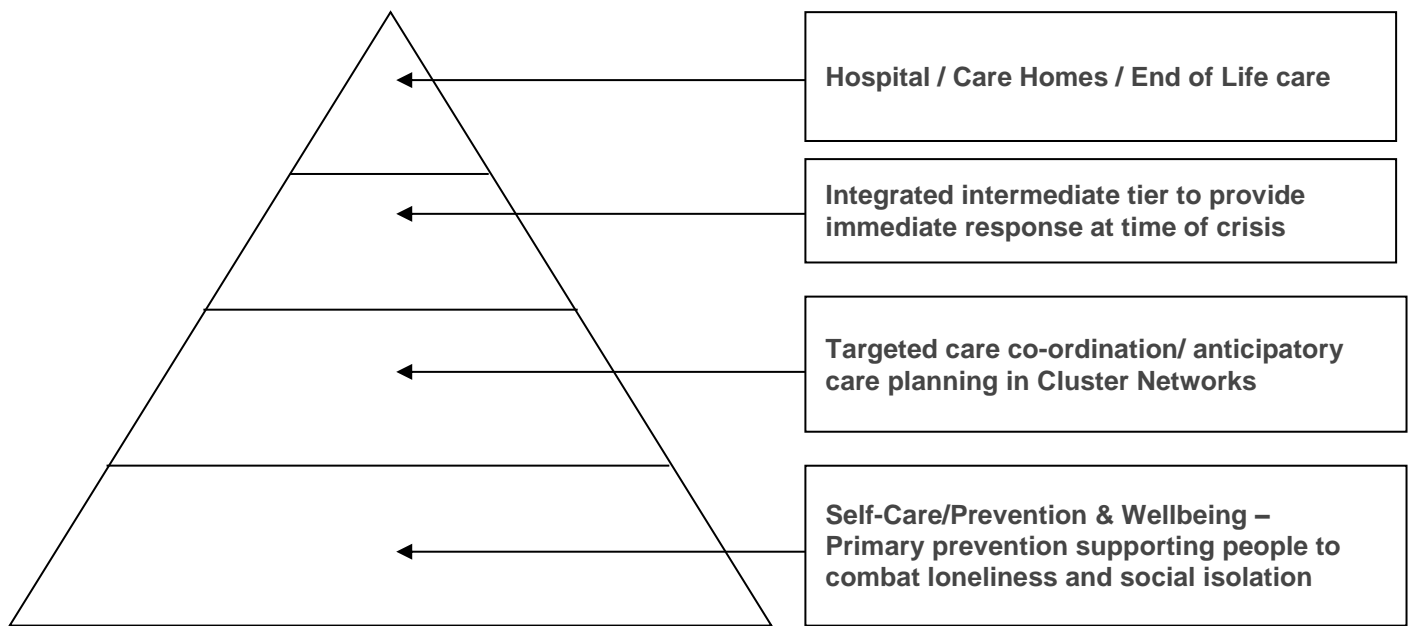 Hospital / Care Homes / End of Life care
Integrated intermediate tier to provide
immediate response at time of crisis
Targeted care co-ordination/ anticipatory
care planning in Cluster Networks
Self-Care/Prevention & Wellbeing –
Primary prevention supporting people to
combat loneliness and social isolation